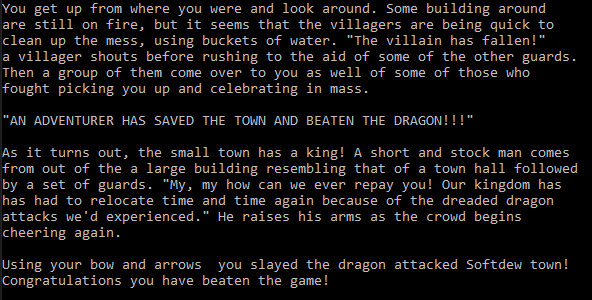 You get up from where you were and look around. Some building around
are still on fire, but it seems that the villagers are being quick to
clean up the mess, using buckets of water. "The villain has fallen!"
a villager shouts before rushing to the aid of some of the other guards.
Then a group of them come over to you as well of some of those who
fought picking you up and celebrating in mass.
"AN ADVENTURER HAS SAVED THE TOWN AND BEATEN THE DRAGON!!!"
As it turns out, the small town has a king! A short and stock man comes
from out of the a large building resembling that of a town hall followed
by a set of guards. "My, my how can we ever repay you! Our kingdom has
has had to relocate time and time again because of the dreaded dragon
attacks we'd experienced." He raises his arms as the crowd begins
cheering again.
Using your bow and arrows  you slayed the dragon attacked Softdew town!
Congratulations you have beaten the game!